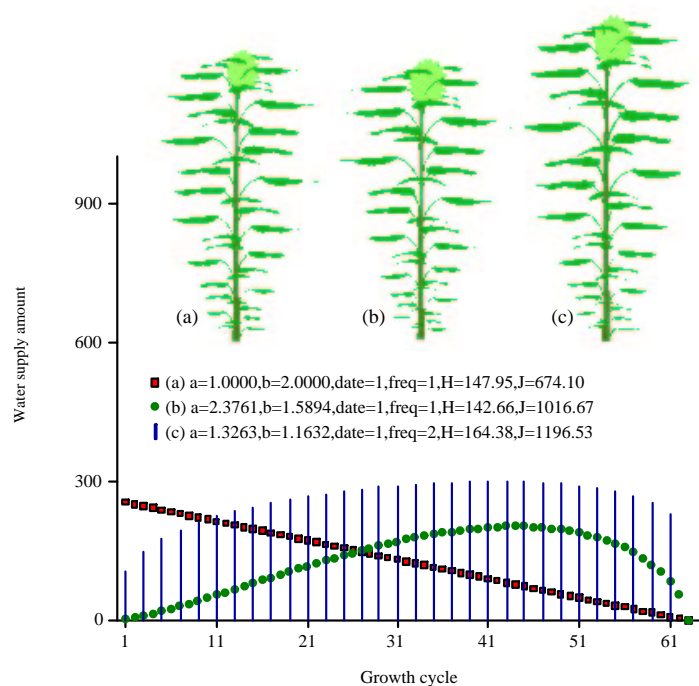 900
600
300
0
Water supply amount
(a)
(b)
(c)
(a) a=1.0000,b=2.0000,date=1,freq=1,H=147.95,J=674.10
(b) a=2.3761,b=1.5894,date=1,freq=1,H=142.66,J=1016.67
(c) a=1.3263,b=1.1632,date=1,freq=2,H=164.38,J=1196.53
1 11 21 31 41 51 61
Growth cycle